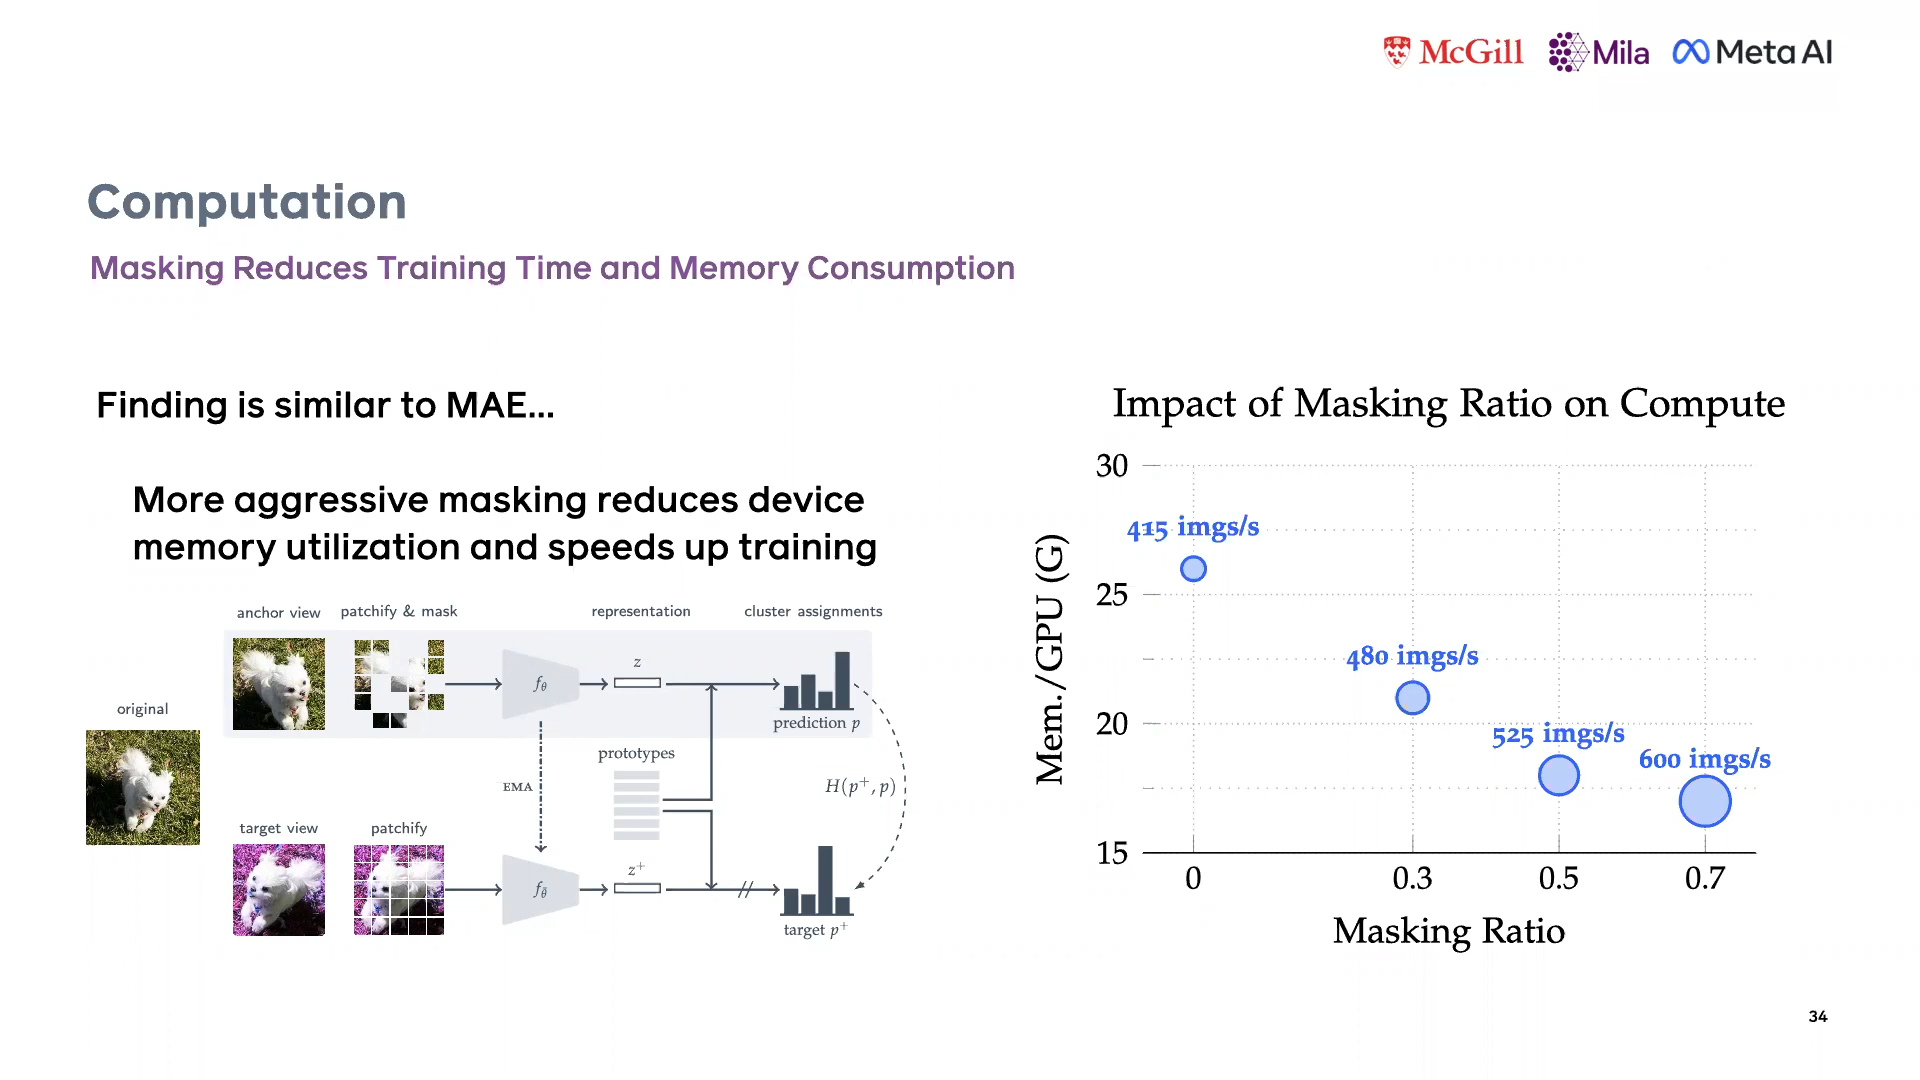 McGill Mila Meta AI
Computation
Masking Reduces Training Time and Memory Consumption
Finding is similar to MAE...
More aggressive masking reduces device
memory utilization and speeds up training
anchor view patchify & mask representation cluster assignments
f_θ z
prediction p
original
prototypes
EMA
H(p⁺, p)
target view patchify
f_θ̄ z⁺
target p⁺
Impact of Masking Ratio on Compute
Mem./GPU (G)
30
25
20
15
415 imgs/s
480 imgs/s
525 imgs/s
600 imgs/s
0 0.3 0.5 0.7
Masking Ratio
34